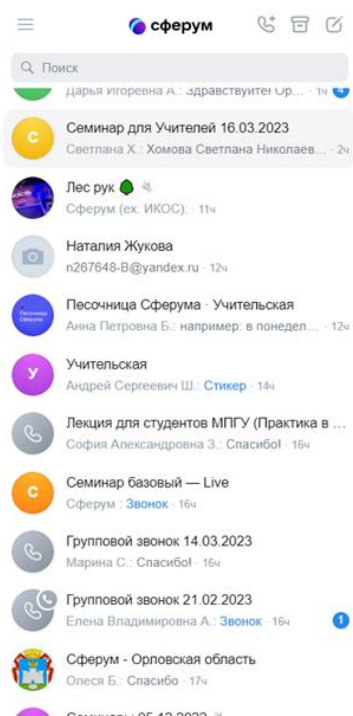 сферум
Поиск
Дарья Игоревна А.: Здравствуйте! Ор... · 1ч 4
Семинар для Учителей 16.03.2023
Светлана Х.: Хомова Светлана Николаев... · 2ч
С
Лес рук
Сферум (ex. ИКОС): · 11ч
Наталия Жукова
n267648-B@yandex.ru · 12ч
Песочница Сферума · Учительская
Анна Петровна Б.: например: в понедел... · 12ч
Учительская
У
Андрей Сергеевич Ш.: Стикер · 14ч
Лекция для студентов МПГУ (Практика в ...
София Александровна З.: Спасибо! · 16ч
Семинар базовый — Live
С
Сферум : Звонок · 16ч
Групповой звонок 14.03.2023
Марина С.: Спасибо! · 16ч
Групповой звонок 21.02.2023
Елена Владимировна А.: Звонок · 16ч 1
Сферум - Орловская область
Олеся Б.: Спасибо · 17ч